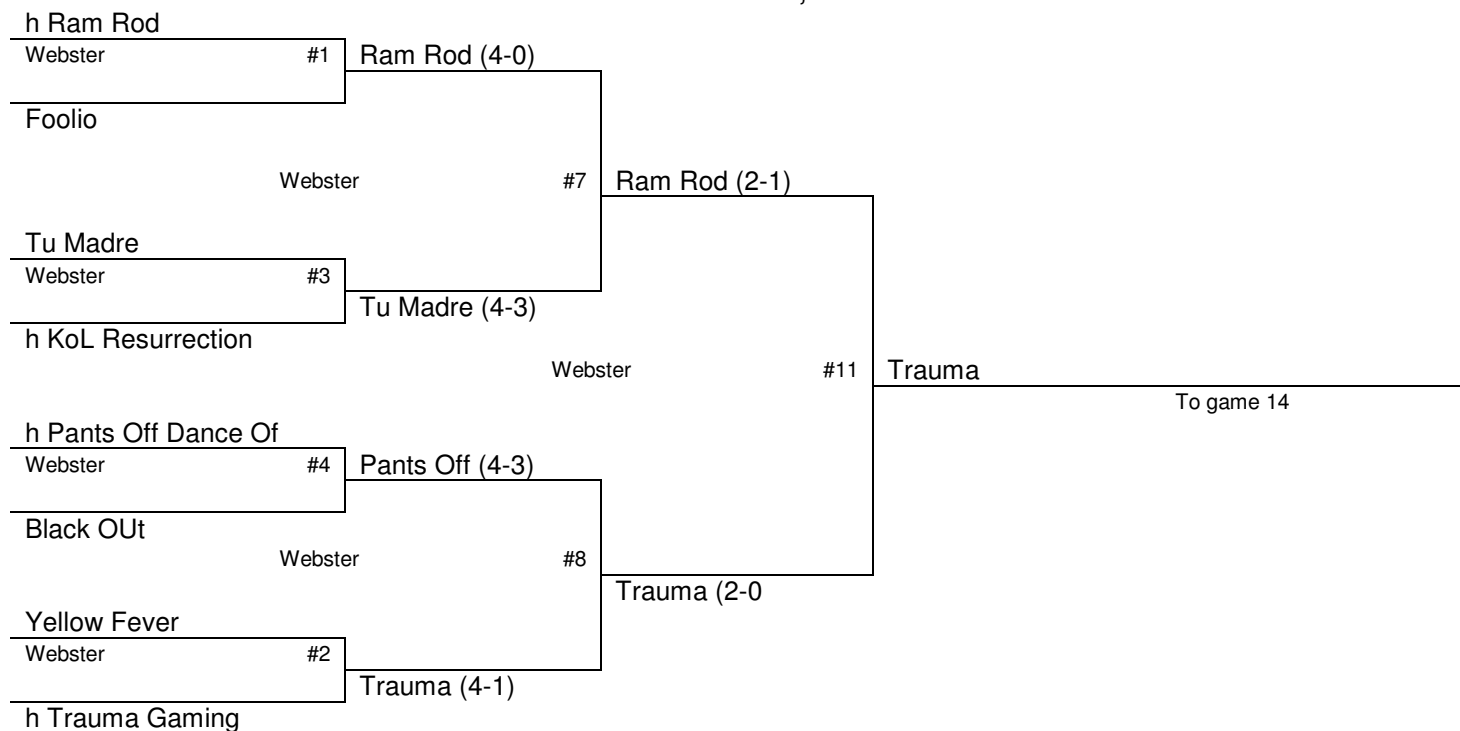 h Ram Rod
Webster #1 Ram Rod (4-0)
Foolio
Webster #7 Ram Rod (2-1)
Tu Madre
Webster #3
Tu Madre (4-3)
h KoL Resurrection
Webster #11 Trauma
To game 14
h Pants Off Dance Of
Webster #4 Pants Off (4-3)
Black OUt
Webster #8
Trauma (2-0
Yellow Fever
Webster #2
Trauma (4-1)
h Trauma Gaming